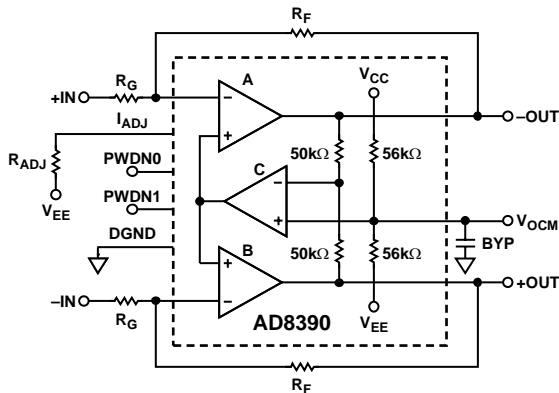 R_F
A
V_CC
R_G
+IN
−
+
−OUT
I_ADJ
R_ADJ
50kΩ
56kΩ
C
PWDN0
V_EE
−
+
V_OCM
PWDN1
BYP
50kΩ
56kΩ
DGND
B
+
−
+OUT
−IN
R_G
AD8390
V_EE
R_F